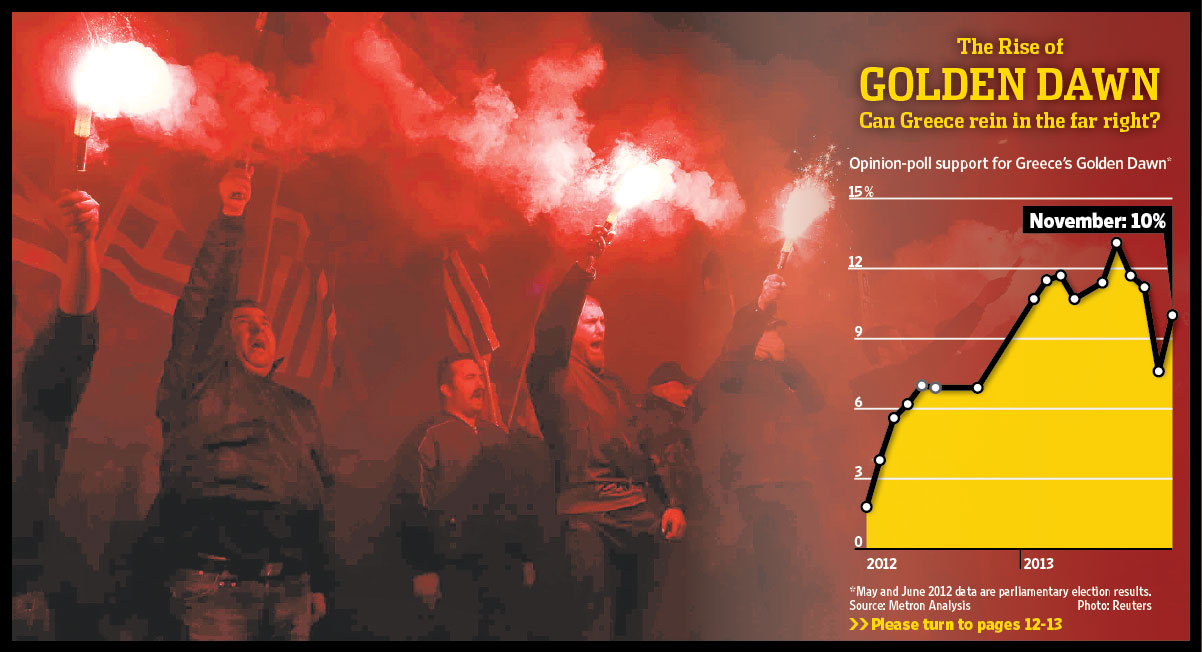 The Rise of
GOLDEN DAWN
Can Greece rein in the far right?
Opinion-poll support for Greece's Golden Dawn*
15%
November: 10%
12
9
6
3
0
2012 2013
*May and June 2012 data are parliamentary election results.
Source: Metron Analysis Photo: Reuters
>>Please turn to pages 12-13